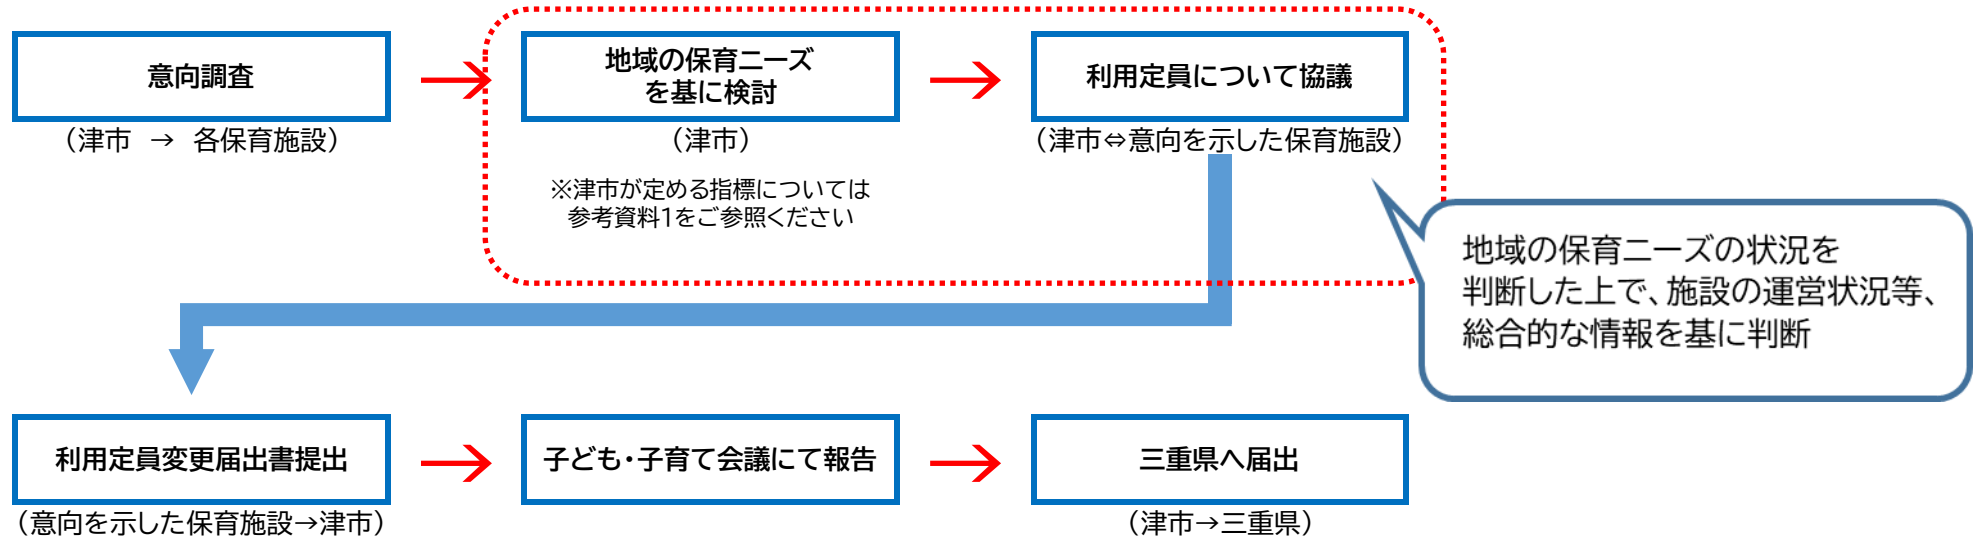 意向調査
（津市　→　各保育施設）
地域の保育ニーズ
を基に検討
（津市）
※津市が定める指標については
参考資料1をご参照ください
利用定員について協議
（津市⇔意向を示した保育施設）
地域の保育ニーズの状況を
判断した上で、施設の運営状況等、
総合的な情報を基に判断
利用定員変更届出書提出
（意向を示した保育施設→津市）
子ども・子育て会議にて報告
三重県へ届出
（津市→三重県）